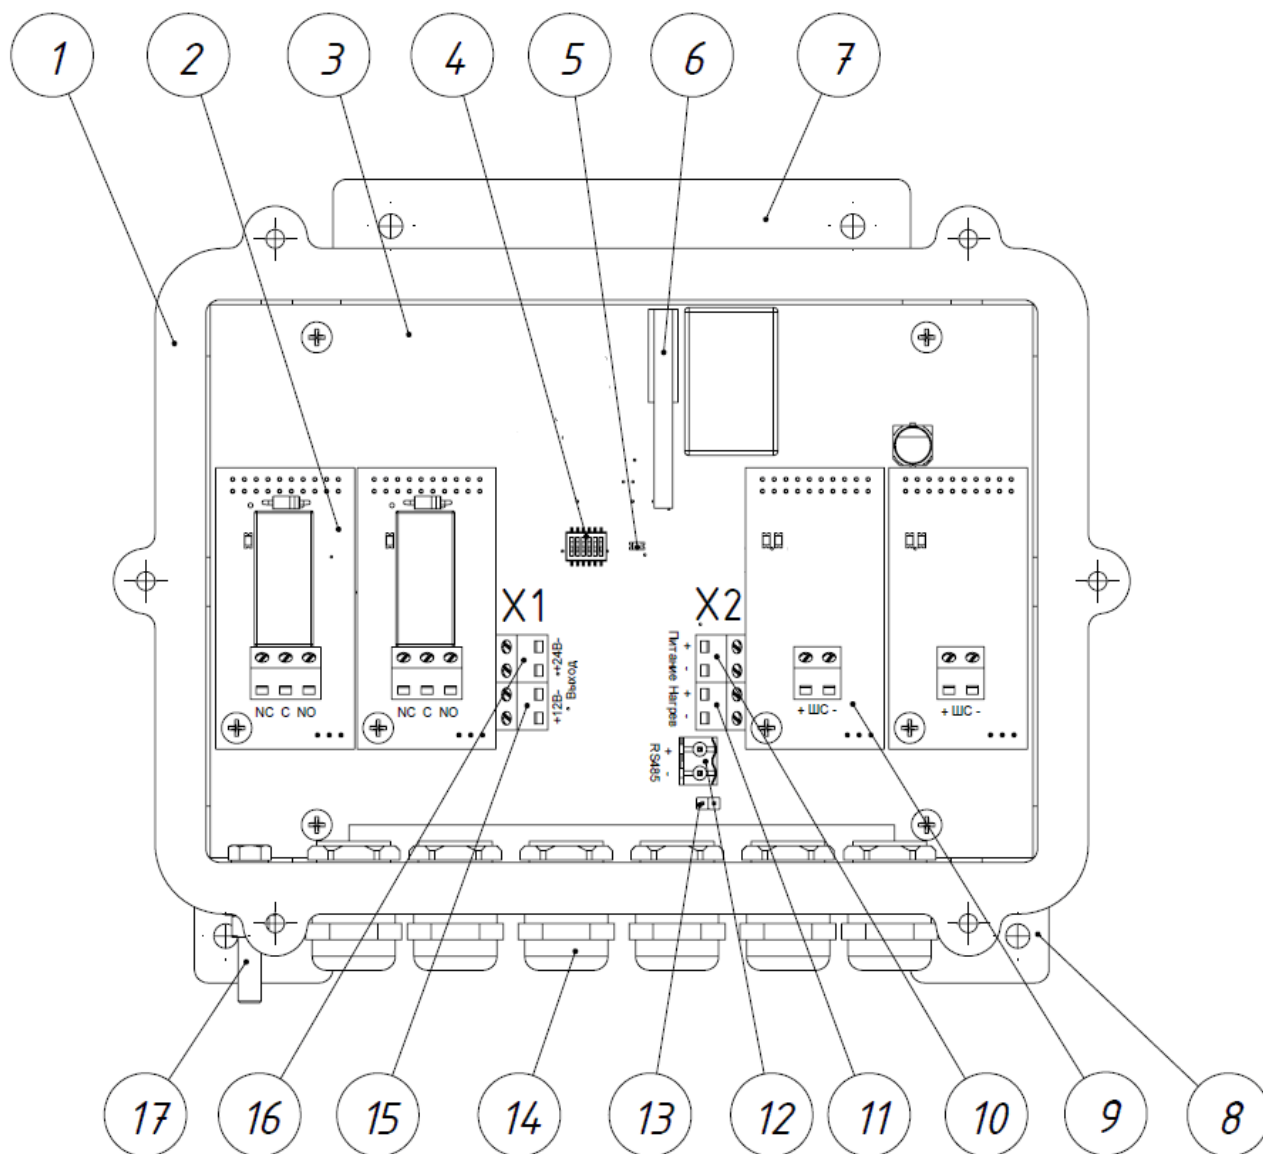 1 2 3 4 5 6 7
X1 X2
Питание Нагрев
+
-
+
-
+24В-
+12В-
* Выход
NC C NO
NC C NO
+ ШС -
+ ШС -
RS485
+
-
17 16 15 14 13 12 11 10 9 8